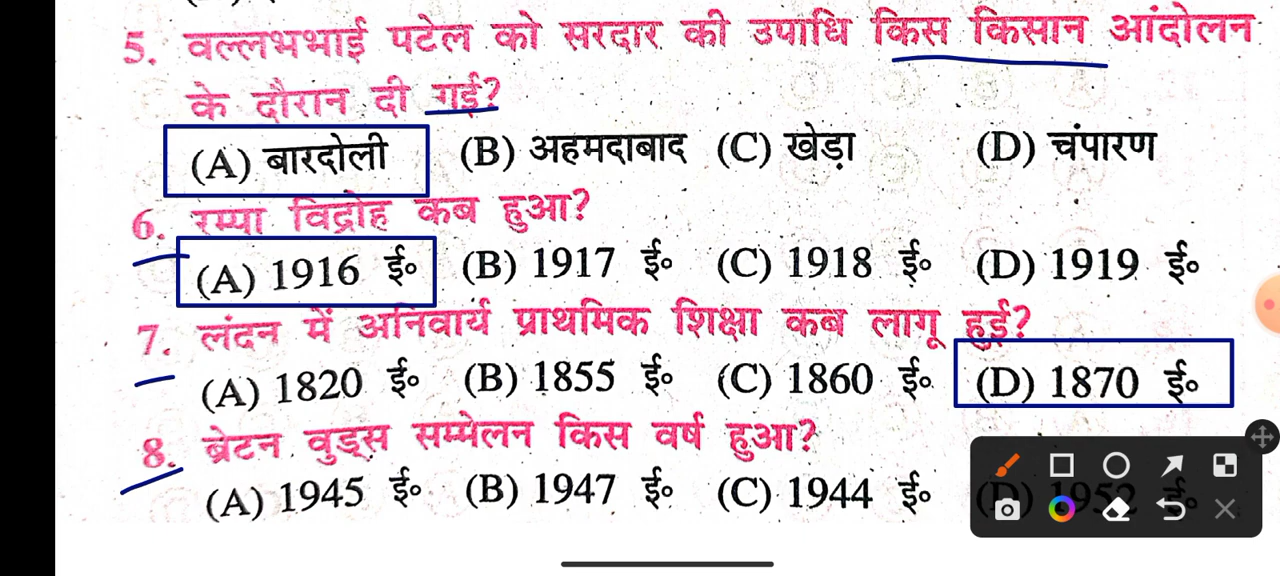 5. वल्लभभाई पटेल को सरदार की उपाधि किस किसान आंदोलन
के दौरान दी गई?
(A) बारदोली (B) अहमदाबाद (C) खेड़ा (D) चंपारण
6. रम्पा विद्रोह कब हुआ?
(A) 1916 ई० (B) 1917 ई० (C) 1918 ई० (D) 1919 ई०
7. लंदन में अनिवार्य प्राथमिक शिक्षा कब लागू हुई?
(A) 1820 ई० (B) 1855 ई० (C) 1860 ई० (D) 1870 ई०
8. ब्रेटन वुड्स सम्मेलन किस वर्ष हुआ?
(A) 1945 ई० (B) 1947 ई० (C) 1944 ई० (D) 1952 ई०